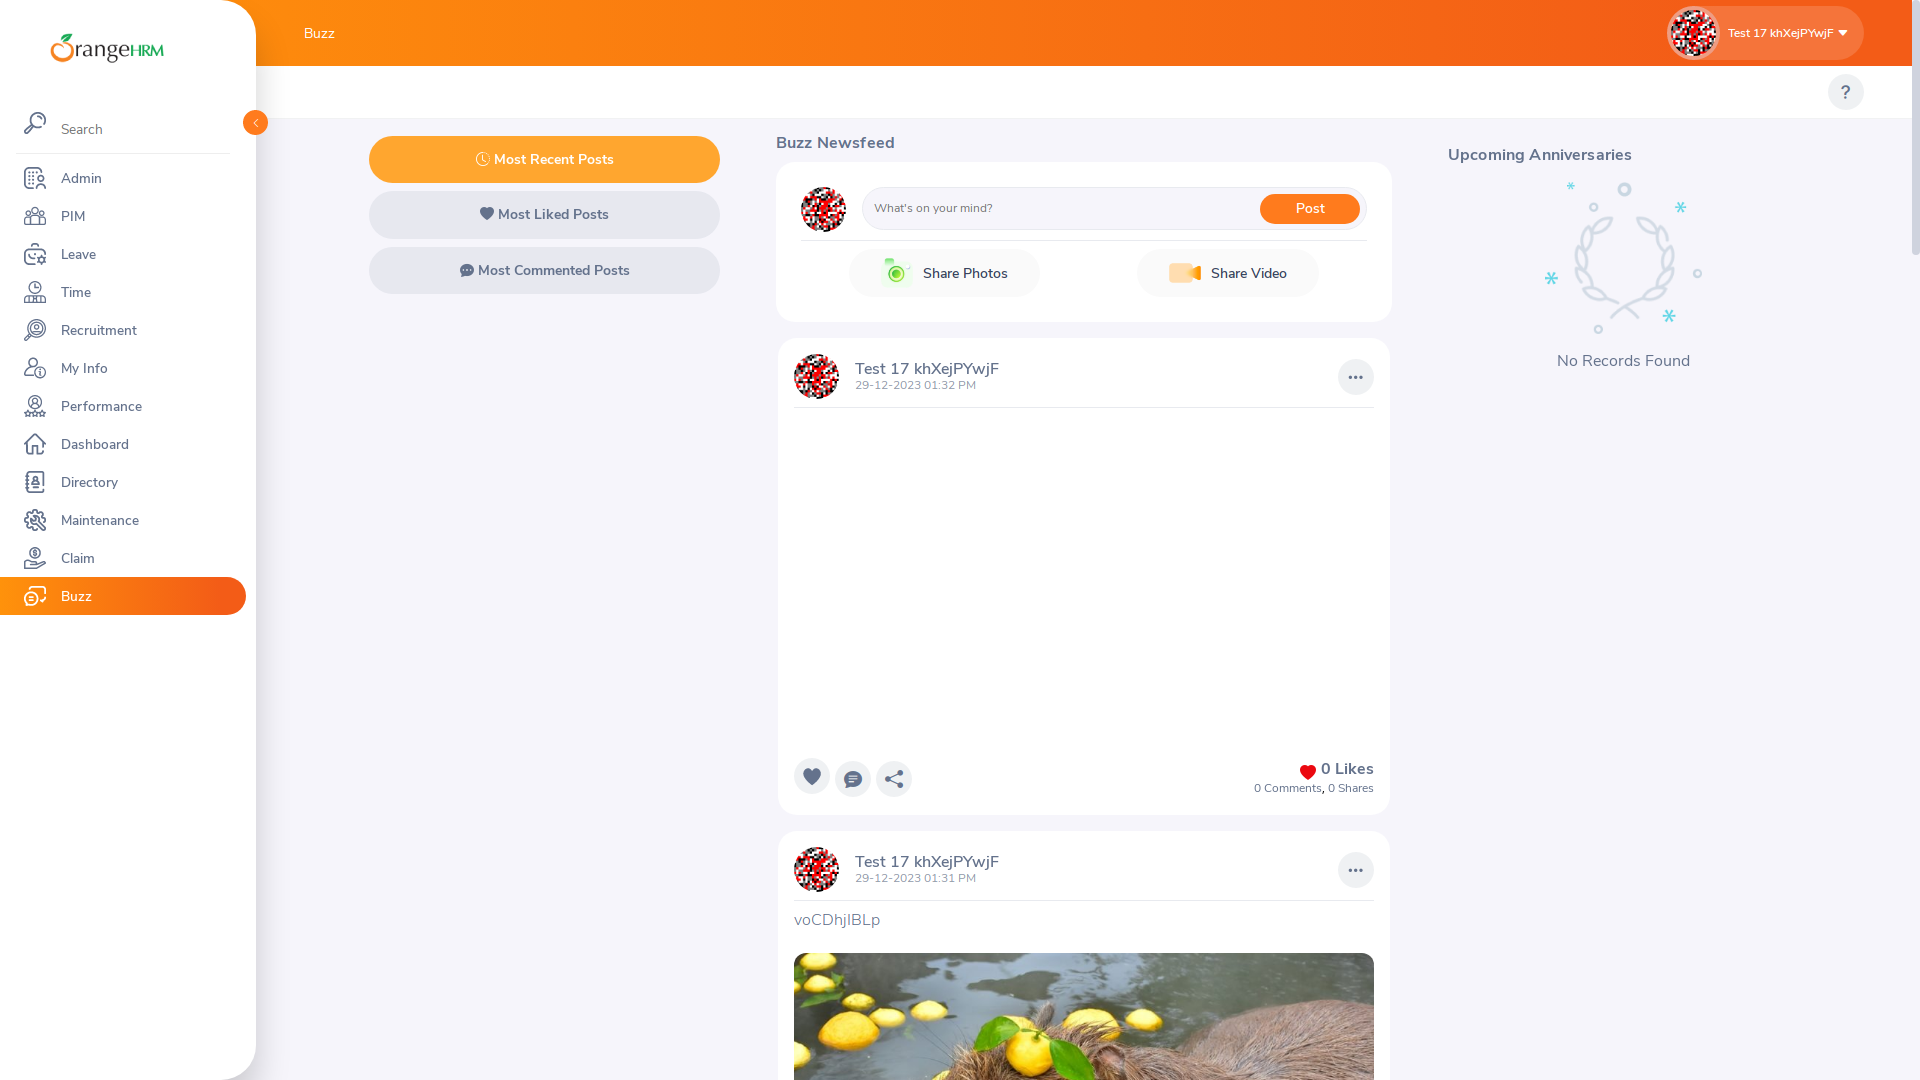 OrangeHRM
Buzz
Test 17 khXejPYwjF
?
Search
Admin
PIM
Leave
Time
Recruitment
My Info
Performance
Dashboard
Directory
Maintenance
Claim
Buzz
Most Recent Posts
Most Liked Posts
Most Commented Posts
Buzz Newsfeed
What's on your mind?
Post
Share Photos
Share Video
Test 17 khXejPYwjF
29-12-2023 01:32 PM
0 Likes
0 Comments, 0 Shares
Test 17 khXejPYwjF
29-12-2023 01:31 PM
voCDhjIBLp
Upcoming Anniversaries
No Records Found